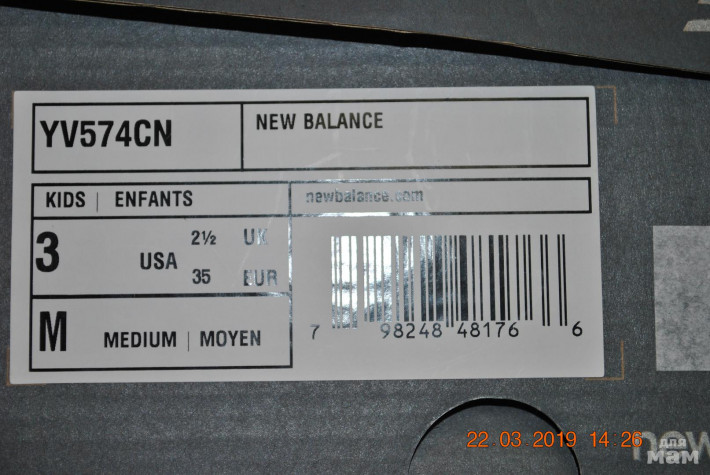 YV574CN
NEW BALANCE
KIDS | ENFANTS
newbalance.com
3 USA 2½ UK
35 EUR
M MEDIUM | MOYEN
7 98248 48176 6
22 03 2019 14:26
new
для
мам